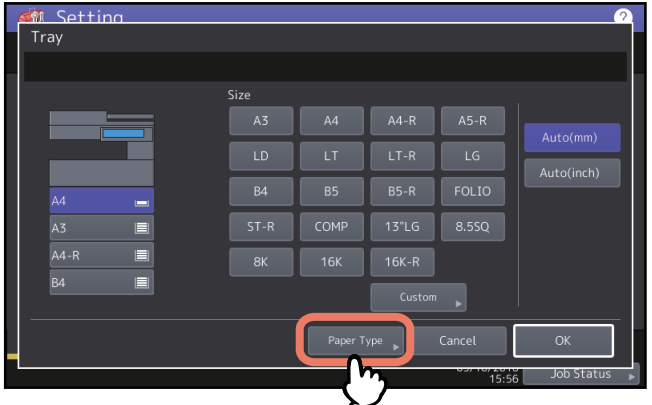 Setting
?
Tray
Size
A3 A4 A4-R A5-R
LD LT LT-R LG
B4 B5 B5-R FOLIO
ST-R COMP 13"LG 8.5SQ
8K 16K 16K-R
Custom
Auto(mm)
Auto(inch)
A4
A3
A4-R
B4
Paper Type
Cancel
OK
15:56
Job Status